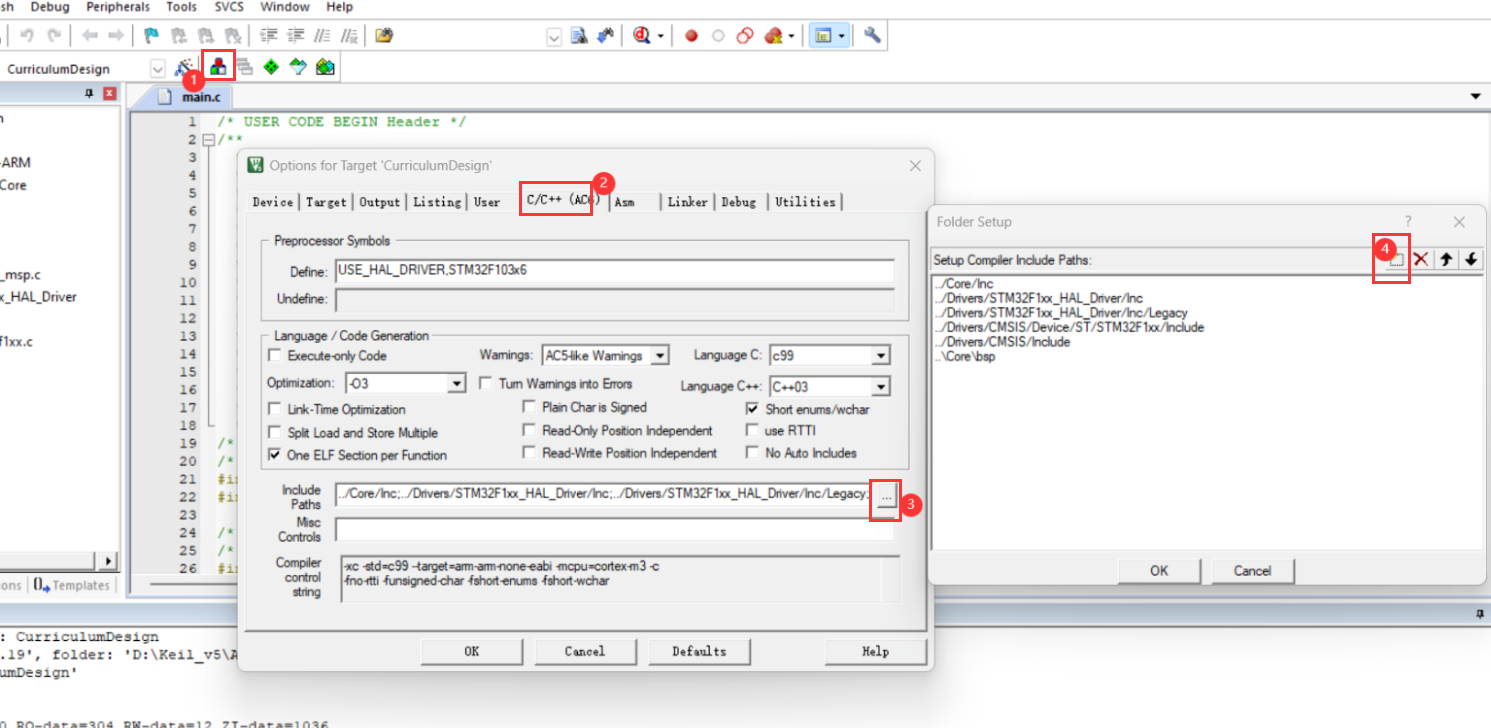 sh Debug Peripherals Tools SVCS Window Help
CurriculumDesign
1
main.c
-ARM
Core
_msp.c
x_HAL_Driver
f1xx.c
ons Templates
1 /* USER CODE BEGIN Header */
2 /**
3
4
5
6
7
8
9
10
11
12
13
14
15
16
17
18
19 /*
20 /*
21 #in
22 #in
23
24 /*
25 /*
26 #in
Options for Target 'CurriculumDesign'
Device Target Output Listing User C/C++ (AC6) Asm Linker Debug Utilities
2
Preprocessor Symbols
Define: USE_HAL_DRIVER,STM32F103x6
Undefine:
Language / Code Generation
Execute-only Code Warnings: AC5-like Warnings Language C: c99
Optimization: -O3 Turn Warnings into Errors Language C++: C++03
Link-Time Optimization Plain Char is Signed Short enums/wchar
Split Load and Store Multiple Read-Only Position Independent use RTTI
One ELF Section per Function Read-Write Position Independent No Auto Includes
Include Paths ../Core/Inc;../Drivers/STM32F1xx_HAL_Driver/Inc;../Drivers/STM32F1xx_HAL_Driver/Inc/Legacy; ...
3
Misc Controls
Compiler control string
-xc -std=c99 --target=arm-arm-none-eabi -mcpu=cortex-m3 -c
-fno-rtti -funsigned-char -fshort-enums -fshort-wchar
OK Cancel Defaults Help
Folder Setup ?
4
Setup Compiler Include Paths:
../Core/Inc
../Drivers/STM32F1xx_HAL_Driver/Inc
../Drivers/STM32F1xx_HAL_Driver/Inc/Legacy
../Drivers/CMSIS/Device/ST/STM32F1xx/Include
../Drivers/CMSIS/Include
..\Core\bsp
OK Cancel
: CurriculumDesign
.19', folder: 'D:\Keil_v5\A
umDesign'
0 RO-data=304 RW-data=12 ZI-data=1036